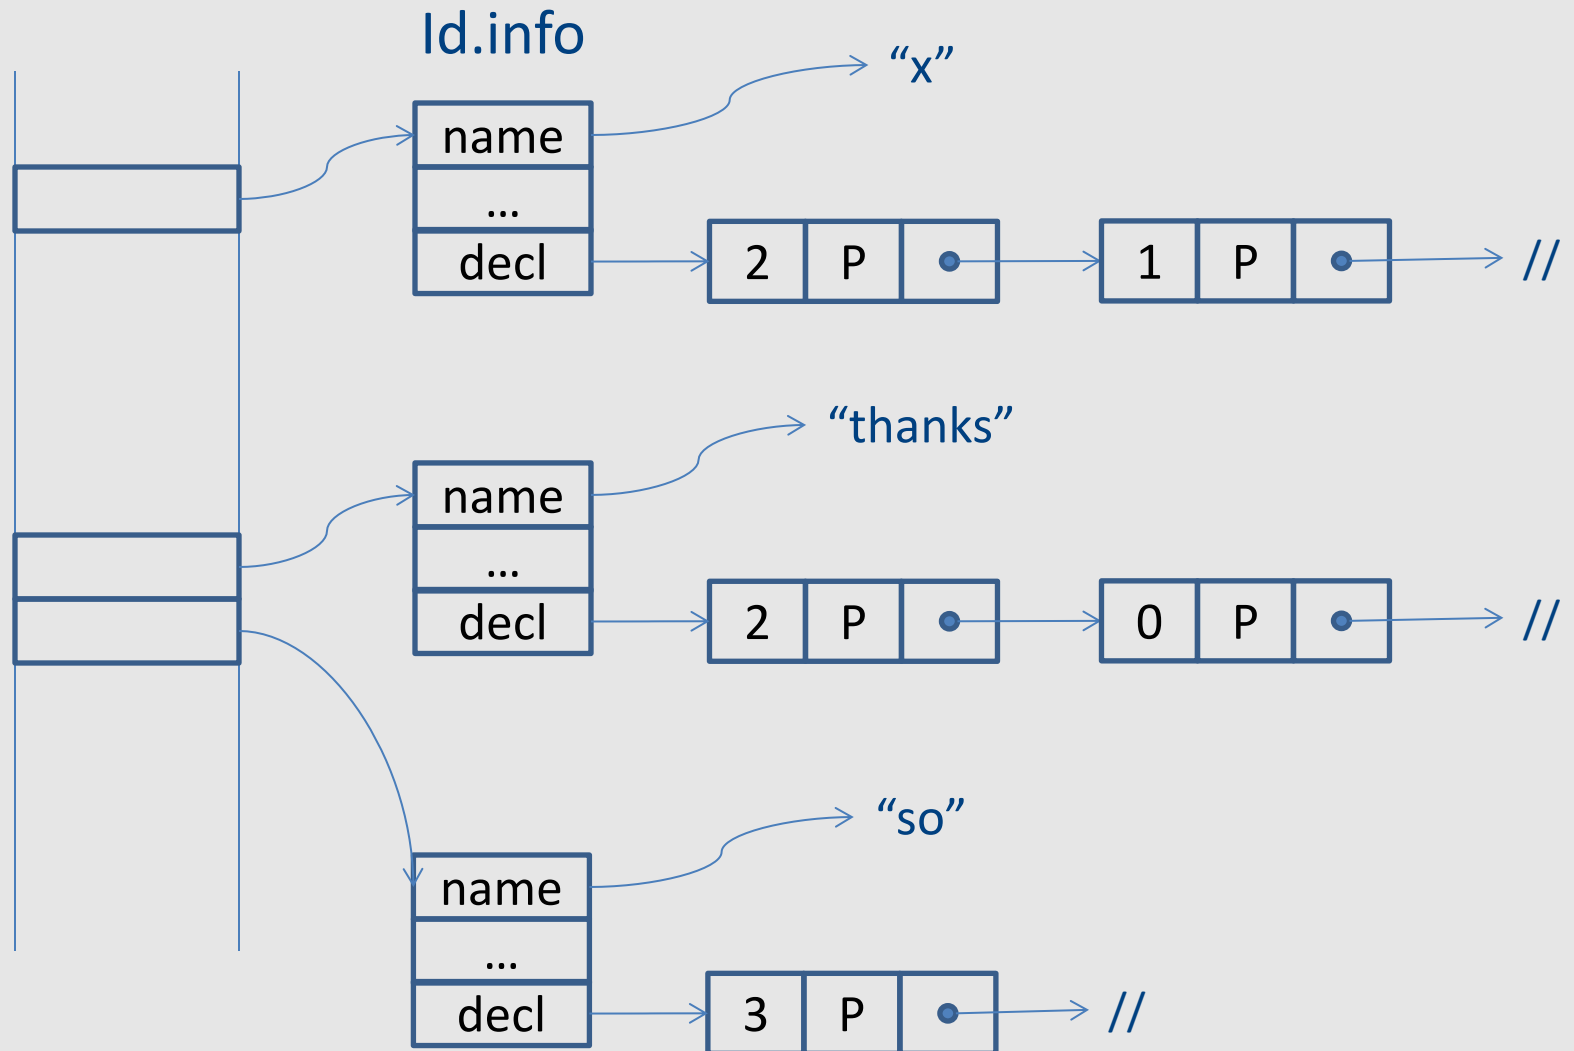 Id.info
“x”
name
...
decl
2 P
1 P
//
“thanks”
name
...
decl
2 P
0 P
//
“so”
name
...
decl
3 P
//